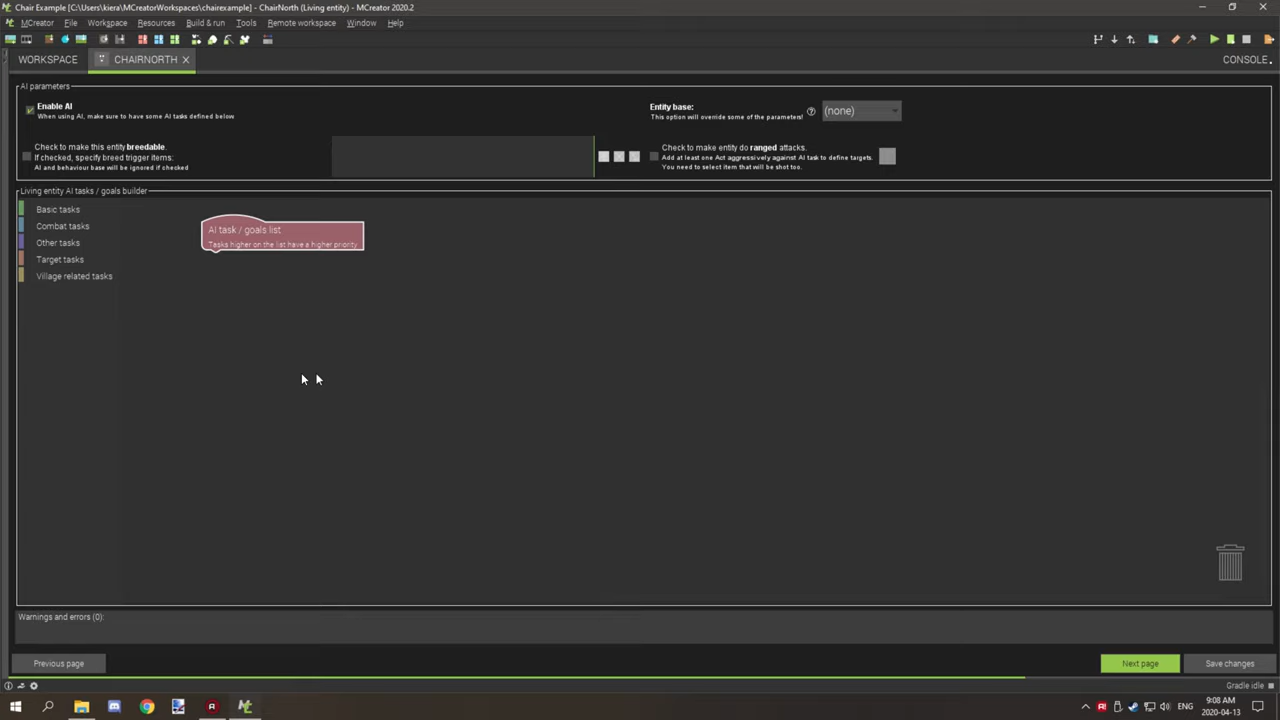 Chair Example [C:\Users\kiera\MCreatorWorkspaces\chairexample] - ChairNorth (Living entity) - MCreator 2020.2
MCreator File Workspace Resources Build & run Tools Remote workspace Window Help
WORKSPACE CHAIRNORTH CONSOLE
AI parameters
Enable AI
When using AI, make sure to have some AI tasks defined below
Entity base:
This option will override some of the parameters!
(none)
Check to make this entity breedable.
If checked, specify breed trigger items:
AI and behaviour base will be ignored if checked
Check to make entity do ranged attacks.
Add at least one Act aggressively against AI task to define targets.
You need to select item that will be shot too.
Living entity AI tasks / goals builder
Basic tasks
Combat tasks
Other tasks
Target tasks
Village related tasks
AI task / goals list
Tasks higher on the list have a higher priority
Warnings and errors (0):
Previous page
Next page
Save changes
Gradle idle
ENG
9:08 AM
2020-04-13